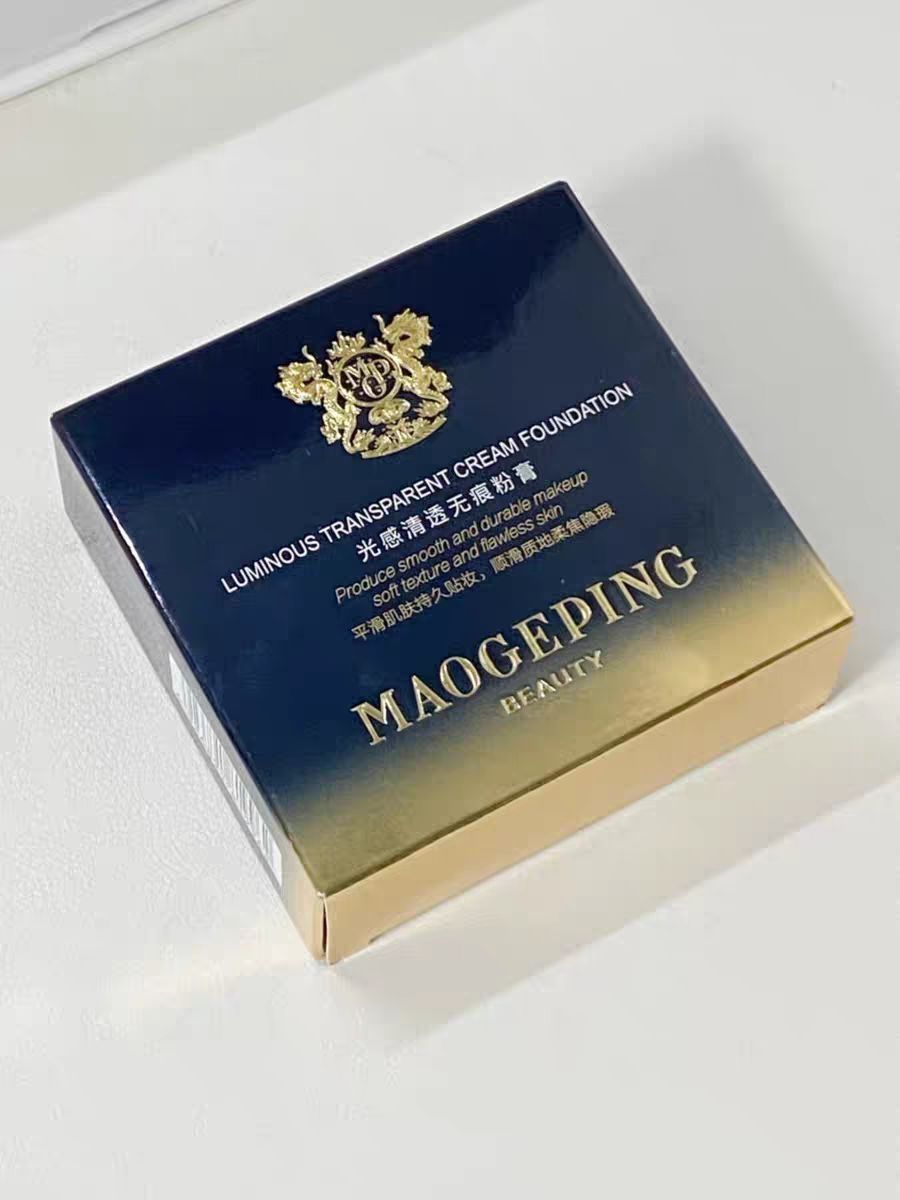 MGP
LUMINOUS TRANSPARENT CREAM FOUNDATION
光感清透无痕粉膏
Produce smooth and durable makeup
soft texture and flawless skin
平滑肌肤持久贴妆，顺滑质地柔焦隐瑕
MAOGEPING
BEAUTY